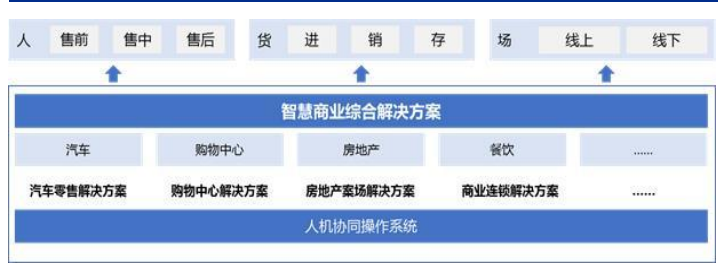 人 售前 售中 售后 货 进 销 存 场 线上 线下
智慧商业综合解决方案
汽车 购物中心 房地产 餐饮 ......
汽车零售解决方案 购物中心解决方案 房地产案场解决方案 商业连锁解决方案 ......
人机协同操作系统